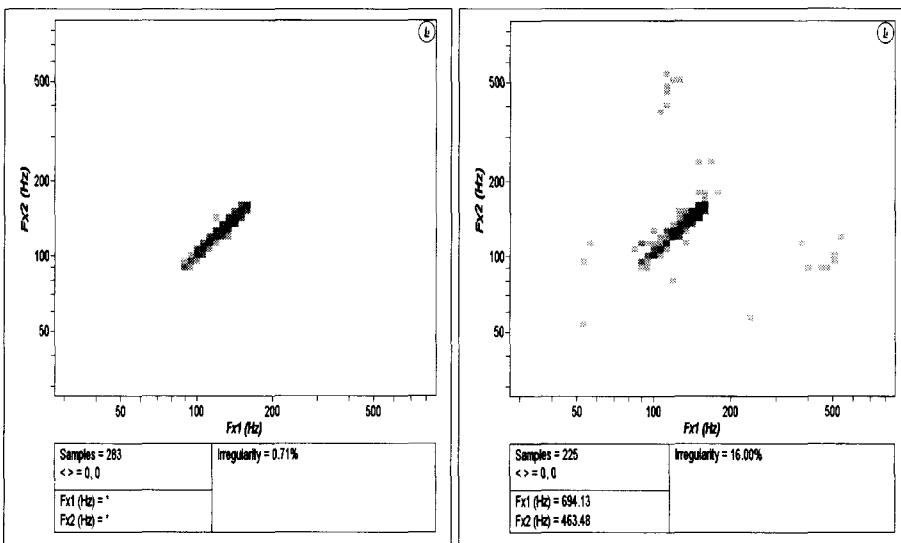 500
200
100
50
Fx2 (Hz)
50 100 200 500
Fx1 (Hz)
Samples = 283
< > = 0, 0
Fx1 (Hz) = *
Fx2 (Hz) = *
Irregularity = 0.71%
500
200
100
50
Fx2 (Hz)
50 100 200 500
Fx1 (Hz)
Samples = 225
< > = 0, 0
Fx1 (Hz) = 694.13
Fx2 (Hz) = 463.48
Irregularity = 16.00%